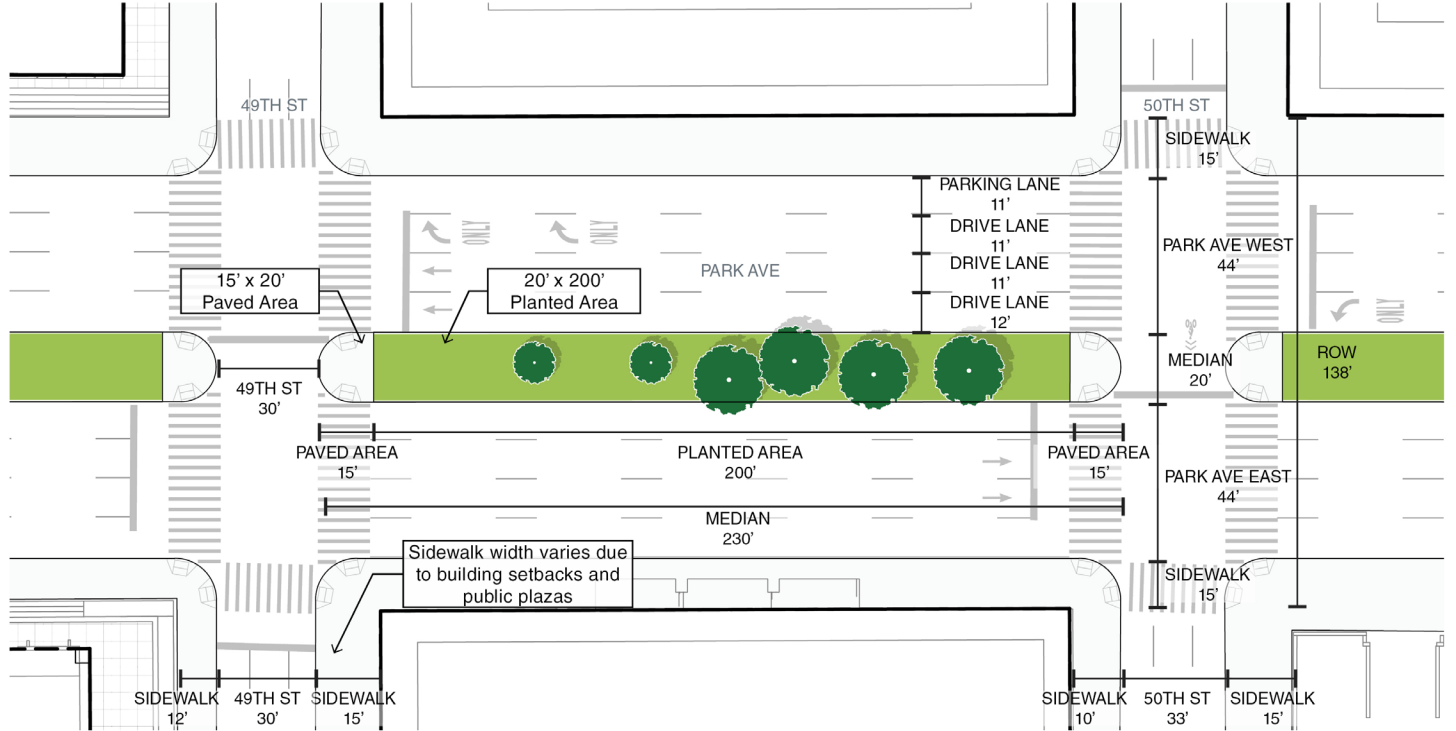 49TH ST
50TH ST
SIDEWALK
15’
PARKING LANE
11’
DRIVE LANE
11’
DRIVE LANE
11’
DRIVE LANE
12’
ONLY
ONLY
PARK AVE
PARK AVE WEST
44’
15’ x 20’
Paved Area
20’ x 200’
Planted Area
ONLY
MEDIAN
20’
ROW
138’
49TH ST
30’
PAVED AREA
15’
PLANTED AREA
200’
PAVED AREA
15’
PARK AVE EAST
44’
MEDIAN
230’
Sidewalk width varies due
to building setbacks and
public plazas
SIDEWALK
15’
SIDEWALK
12’
49TH ST
30’
SIDEWALK
15’
SIDEWALK
10’
50TH ST
33’
SIDEWALK
15’